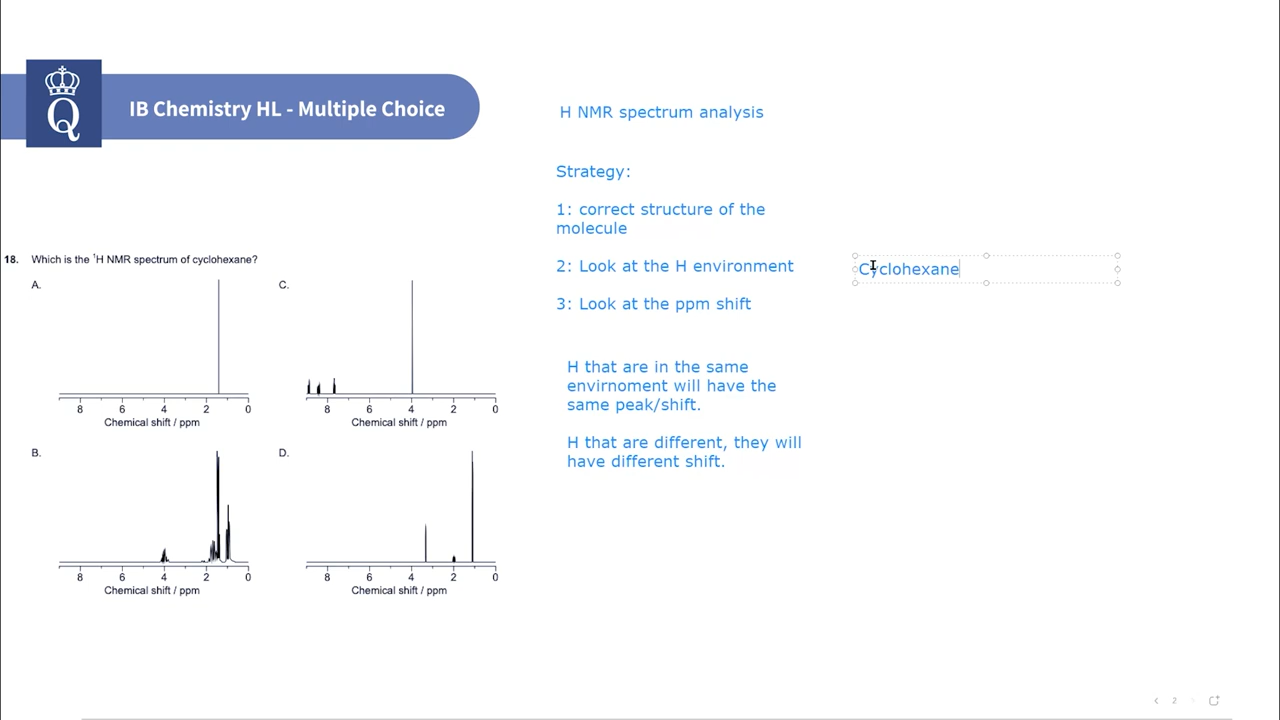 Q
IB Chemistry HL - Multiple Choice
H NMR spectrum analysis
Strategy:
1: correct structure of the
molecule
2: Look at the H environment
3: Look at the ppm shift
H that are in the same
envirnoment will have the
same peak/shift.
H that are different, they will
have different shift.
Cyclohexane
18. Which is the ¹H NMR spectrum of cyclohexane?
A.
8 6 4 2 0
Chemical shift / ppm
C.
8 6 4 2 0
Chemical shift / ppm
B.
8 6 4 2 0
Chemical shift / ppm
D.
8 6 4 2 0
Chemical shift / ppm
2